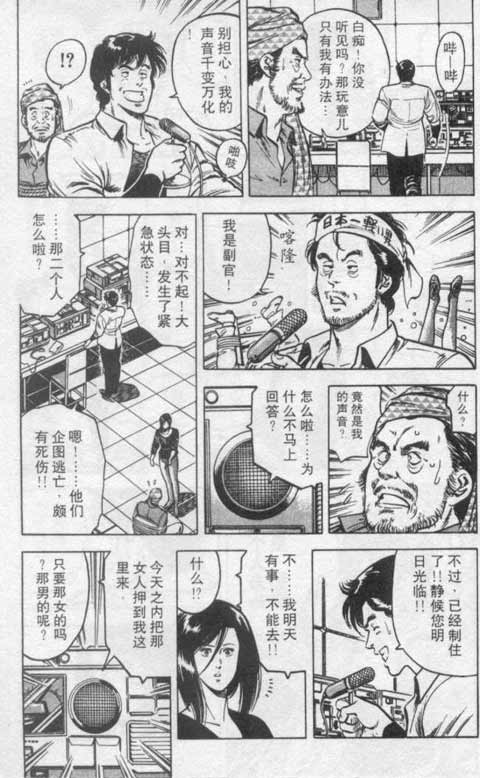 哔
—
哔
白痴！你没
听见吗？那玩意儿
只有我有办法…
别担心，我的
声音千变万化
！
啪吱
!?
日本一軽い男
喀隆
我是
副官！
对…对不起！大
头目，发生了紧
急状态……
……那二个人
怎么啦？
什么？
竟然是我
的声音？
怎么啦……为
什么不马上
回答？
嗯！……他们
企图逃亡，颇
有死伤!!
不过，己经制住
了!!静候您明
日光临!!
不……我明天
有事，不能去!!
什么!?
今天之内把那
女人押到我这
里来.
只要那女的吗
？那男的呢？